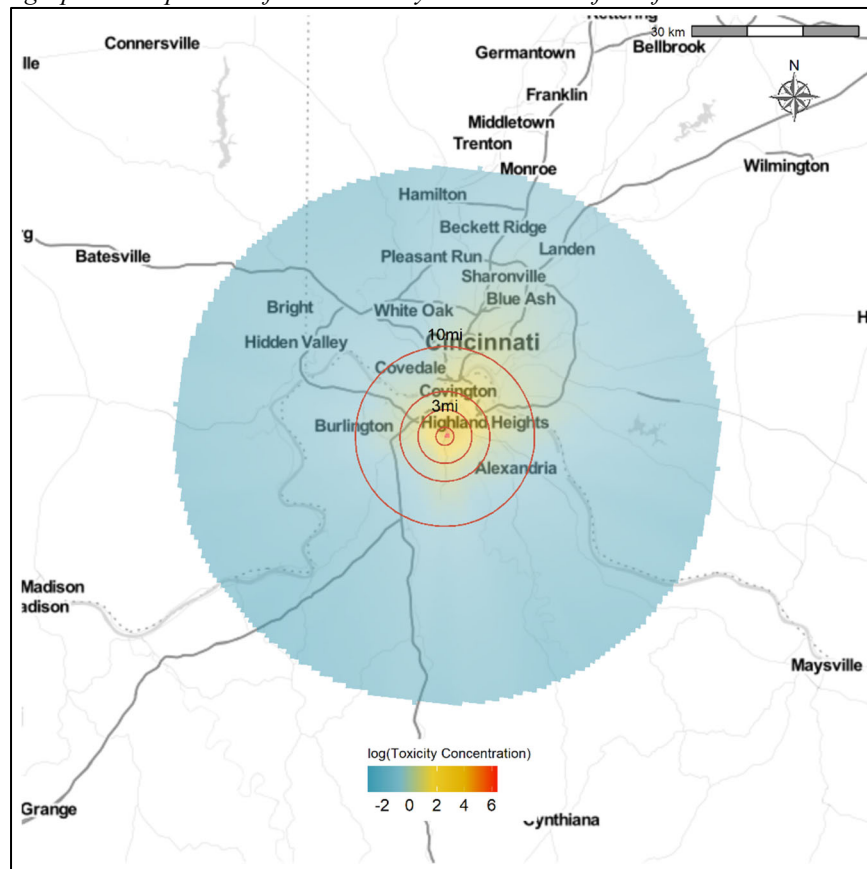 Kettering
30 km
Connersville
Bellbrook
Germantown
N
Franklin
Middletown
Trenton
Monroe
Wilmington
Hamilton
Beckett Ridge
Landen
Batesville
Pleasant Run
Sharonville
Blue Ash
Bright
White Oak
10mi
Cincinnati
Hidden Valley
Covedale
Covington
3mi
Highland Heights
Burlington
Alexandria
Madison
adison
Maysville
log(Toxicity Concentration)
-2 0 2 4 6
Grange
Cynthiana